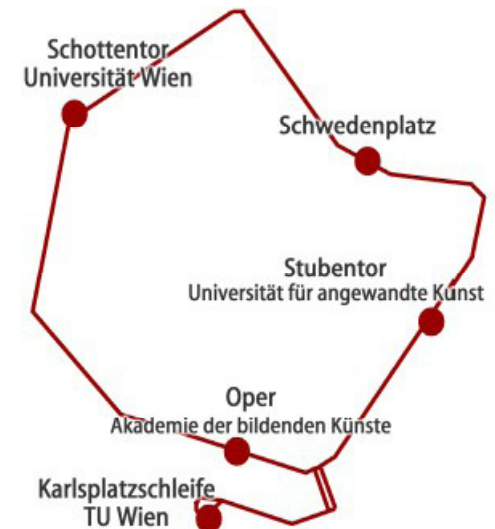 Schottentor
Universität Wien
Schwedenplatz
Stubentor
Universität für angewandte Kunst
Oper
Akademie der bildenden Künste
Karlsplatzschleife
TU Wien